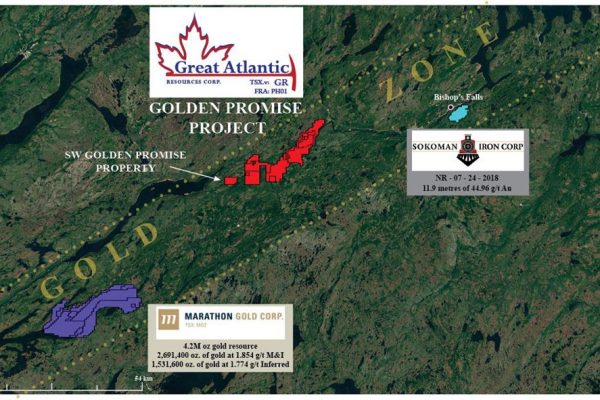 Great Atlantic
RESOURCES CORP.
TSX.V: GR
FRA: PH01
GOLDEN PROMISE
PROJECT
SW GOLDEN PROMISE
PROPERTY
GOLD ZONE
Bishop's Falls
SOKOMAN IRON CORP
NR - 07 - 24 - 2018
11.9 metres of 44.96 g/t Au
MARATHON GOLD CORP.
TSX: MOZ
4.2M oz gold resource
2,691,400 oz. of gold at 1.854 g/t M&I
1,531,600 oz. of gold at 1.774 g/t Inferred
54 km